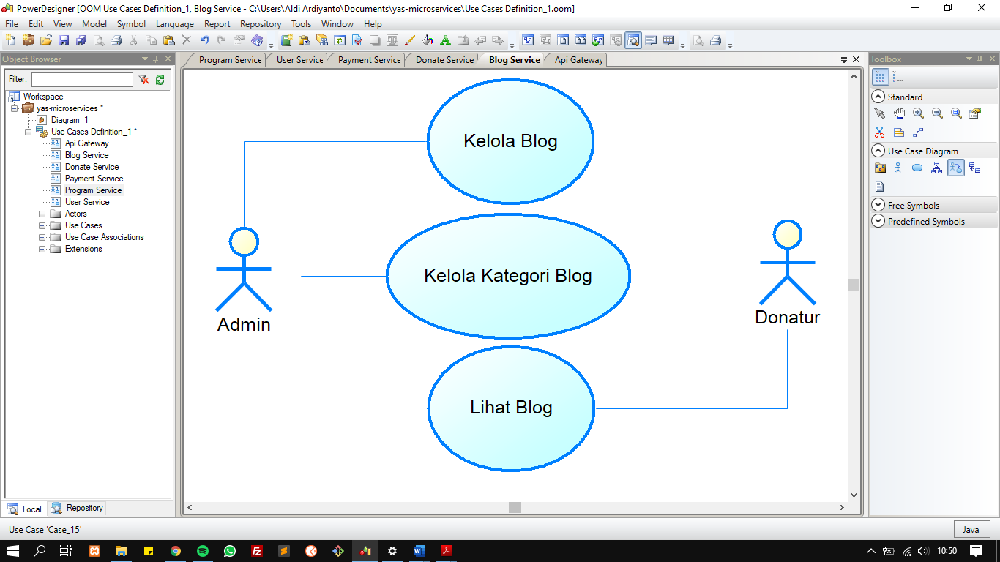 PowerDesigner [OOM Use Cases Definition_1, Blog Service - C:\Users\Aldi Ardiyanto\Documents\yas-microservices\Use Cases Definition_1.oom]
File Edit View Model Symbol Language Report Repository Tools Window Help
Object Browser
Filter:
Workspace
yas-microservices *
Diagram_1
Use Cases Definition_1 *
Api Gateway
Blog Service
Donate Service
Payment Service
Program Service
User Service
Actors
Use Cases
Use Case Associations
Extensions
Local Repository
Program Service User Service Payment Service Donate Service Blog Service Api Gateway
Kelola Blog
Kelola Kategori Blog
Admin
Donatur
Lihat Blog
Toolbox
Standard
Use Case Diagram
Free Symbols
Predefined Symbols
Use Case 'Case_15'
Java
10:50